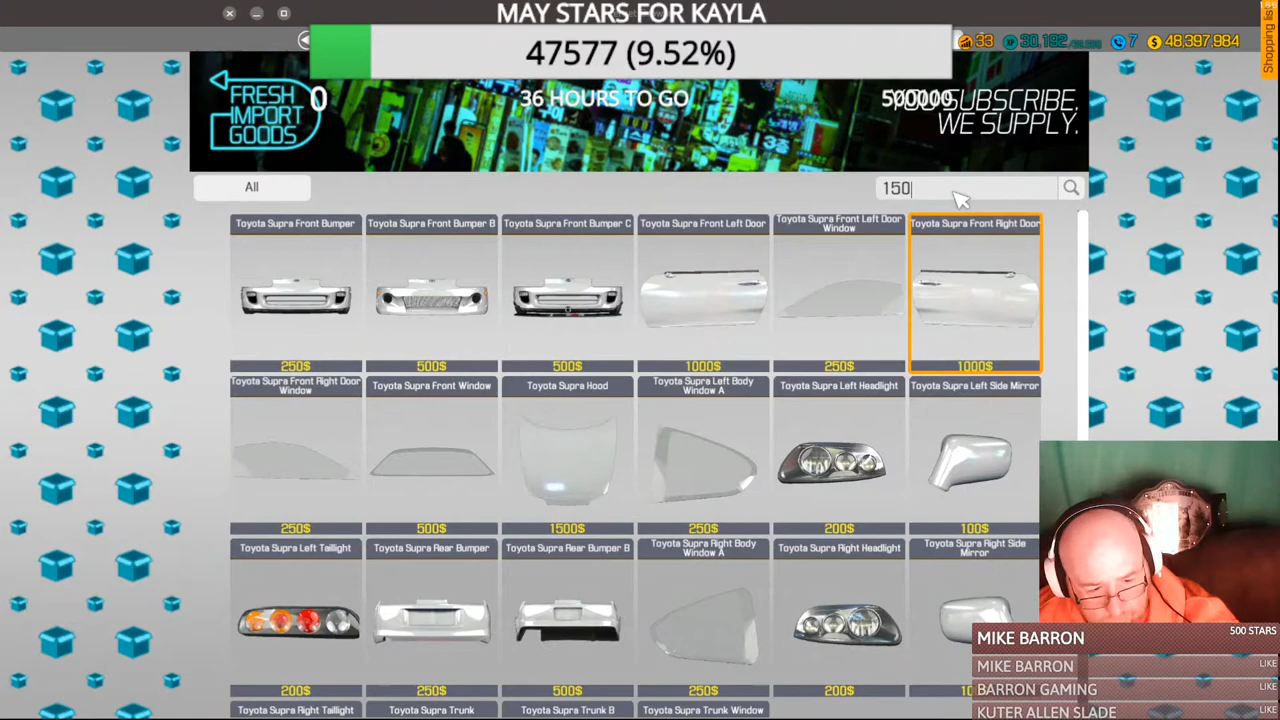 MAY STARS FOR KAYLA
47577 (9.52%)
0
36 HOURS TO GO
500000
33
7
48,397,984
Shopping list
FRESH
IMPORT
GOODS
YOU SUBSCRIBE,
WE SUPPLY.
All
150
Toyota Supra Front Bumper
Toyota Supra Front Bumper B
Toyota Supra Front Bumper C
Toyota Supra Front Left Door
Toyota Supra Front Left Door
Window
Toyota Supra Front Right Door
250$
500$
500$
1000$
250$
1000$
Toyota Supra Front Right Door
Window
Toyota Supra Front Window
Toyota Supra Hood
Toyota Supra Left Body
Window A
Toyota Supra Left Headlight
Toyota Supra Left Side Mirror
250$
500$
1500$
250$
200$
100$
Toyota Supra Left Taillight
Toyota Supra Rear Bumper
Toyota Supra Rear Bumper B
Toyota Supra Right Body
Window A
Toyota Supra Right Headlight
Toyota Supra Right Side
Mirror
200$
250$
500$
250$
200$
Toyota Supra Right Taillight
Toyota Supra Trunk
Toyota Supra Trunk B
Toyota Supra Trunk Window
MIKE BARRON
500 STARS
MIKE BARRON
LIKE
BARRON GAMING
LIKE
KUTER ALLEN SLADE
LIKE